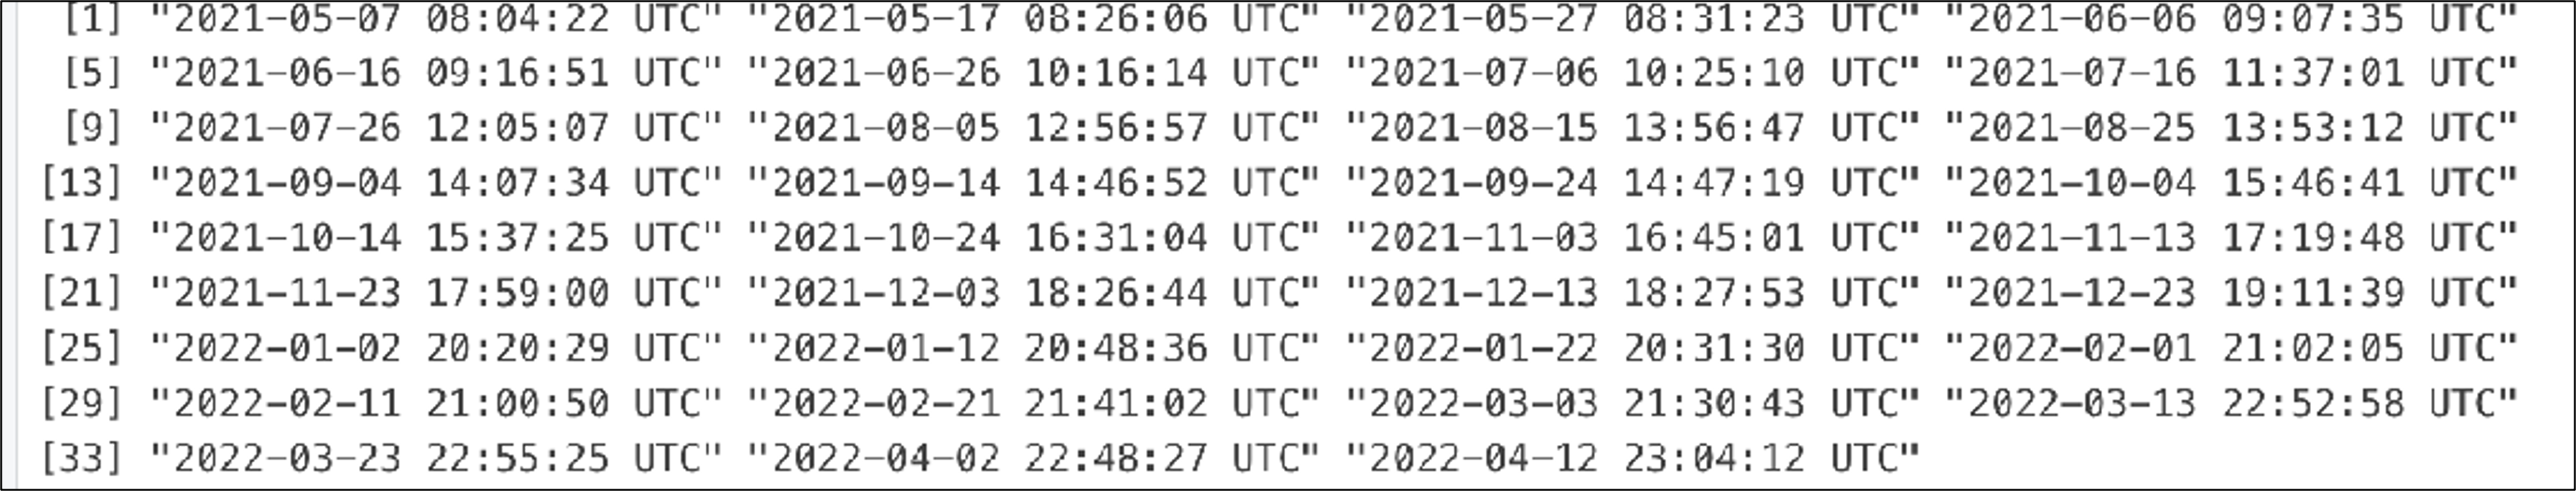 [1] "2021-05-07 08:04:22 UTC" "2021-05-17 08:26:06 UTC" "2021-05-27 08:31:23 UTC" "2021-06-06 09:07:35 UTC"
[5] "2021-06-16 09:16:51 UTC" "2021-06-26 10:16:14 UTC" "2021-07-06 10:25:10 UTC" "2021-07-16 11:37:01 UTC"
[9] "2021-07-26 12:05:07 UTC" "2021-08-05 12:56:57 UTC" "2021-08-15 13:56:47 UTC" "2021-08-25 13:53:12 UTC"
[13] "2021-09-04 14:07:34 UTC" "2021-09-14 14:46:52 UTC" "2021-09-24 14:47:19 UTC" "2021-10-04 15:46:41 UTC"
[17] "2021-10-14 15:37:25 UTC" "2021-10-24 16:31:04 UTC" "2021-11-03 16:45:01 UTC" "2021-11-13 17:19:48 UTC"
[21] "2021-11-23 17:59:00 UTC" "2021-12-03 18:26:44 UTC" "2021-12-13 18:27:53 UTC" "2021-12-23 19:11:39 UTC"
[25] "2022-01-02 20:20:29 UTC" "2022-01-12 20:48:36 UTC" "2022-01-22 20:31:30 UTC" "2022-02-01 21:02:05 UTC"
[29] "2022-02-11 21:00:50 UTC" "2022-02-21 21:41:02 UTC" "2022-03-03 21:30:43 UTC" "2022-03-13 22:52:58 UTC"
[33] "2022-03-23 22:55:25 UTC" "2022-04-02 22:48:27 UTC" "2022-04-12 23:04:12 UTC"